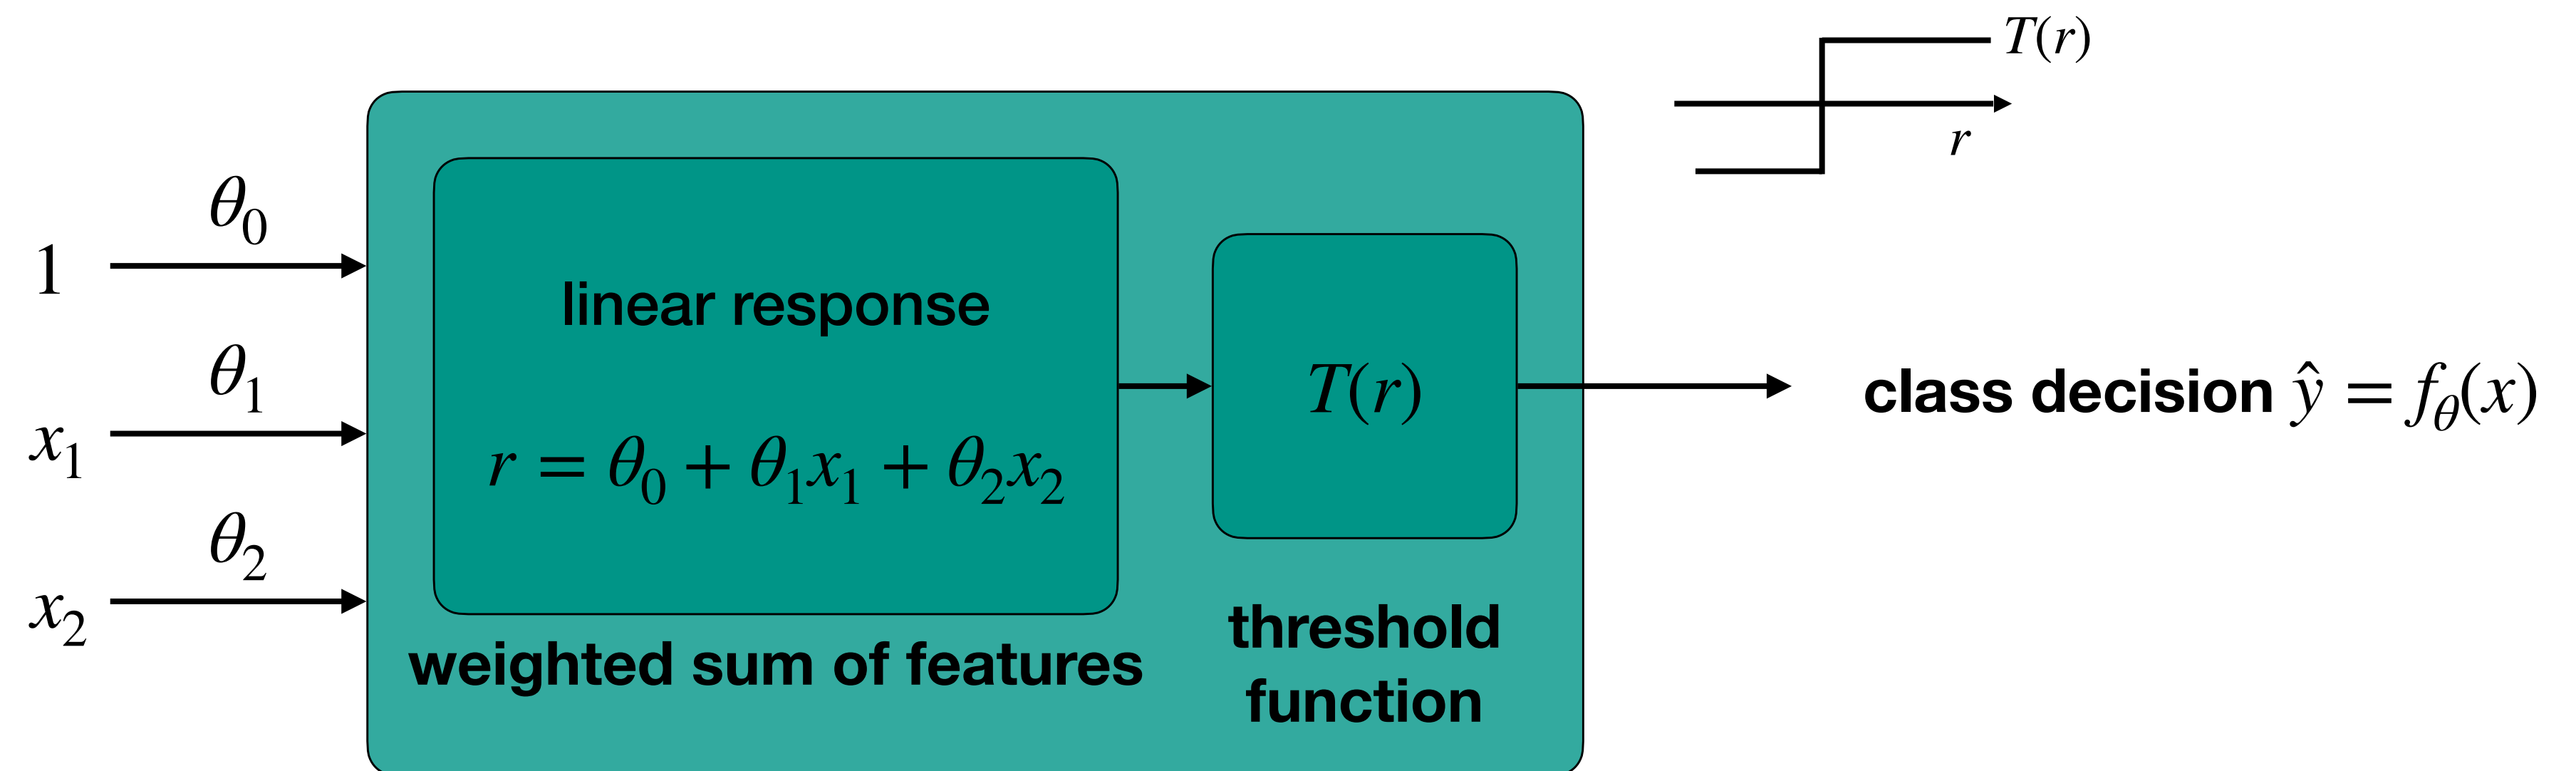 T(r)
r
θ₀
1
θ₁
x₁
θ₂
x₂
linear response
r = θ₀ + θ₁x₁ + θ₂x₂
weighted sum of features
T(r)
threshold
function
class decision ŷ = f_θ(x)